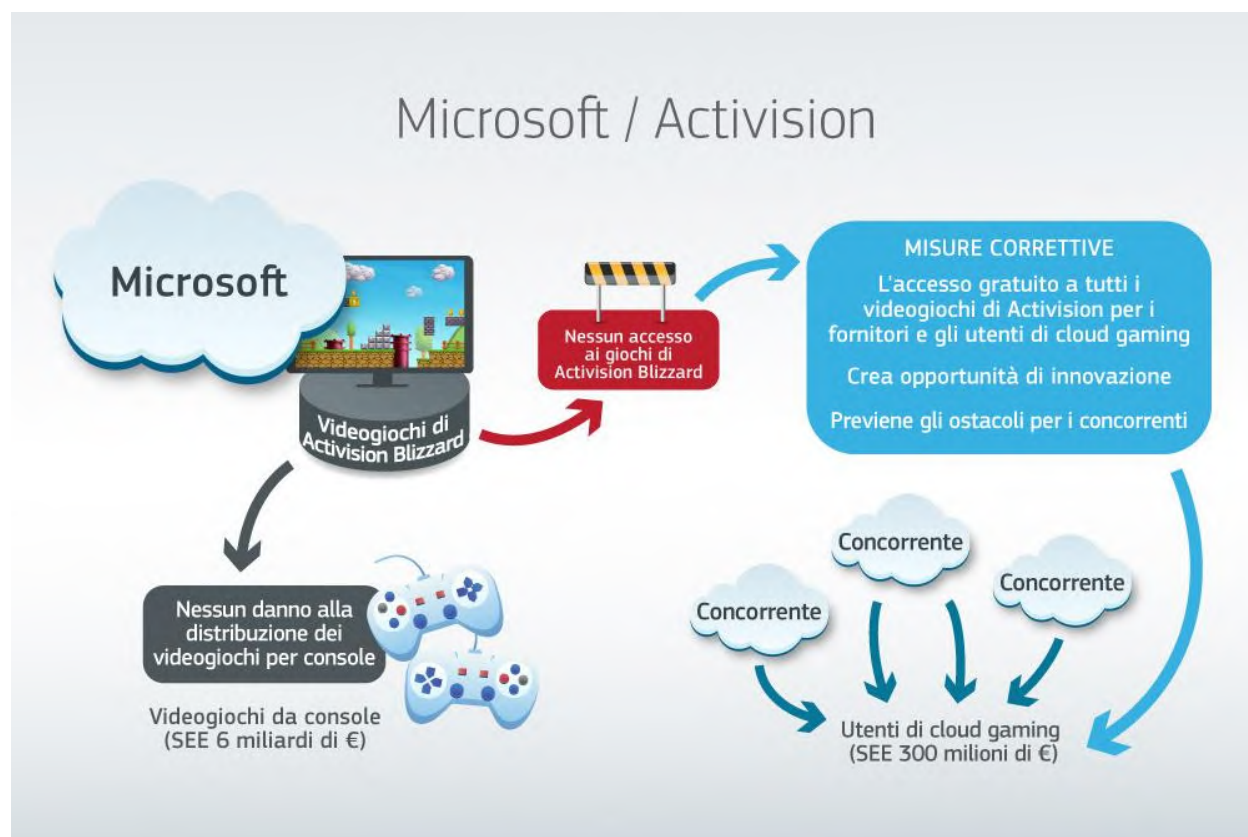 Microsoft / Activision
Microsoft
Videogiochi di
Activision Blizzard
Nessun accesso
ai giochi di
Activision Blizzard
MISURE CORRETTIVE
L'accesso gratuito a tutti i
videogiochi di Activision per i
fornitori e gli utenti di cloud gaming
Crea opportunità di innovazione
Previene gli ostacoli per i concorrenti
Nessun danno alla
distribuzione dei
videogiochi per console
Videogiochi da console
(SEE 6 miliardi di €)
Concorrente
Concorrente
Concorrente
Utenti di cloud gaming
(SEE 300 milioni di €)